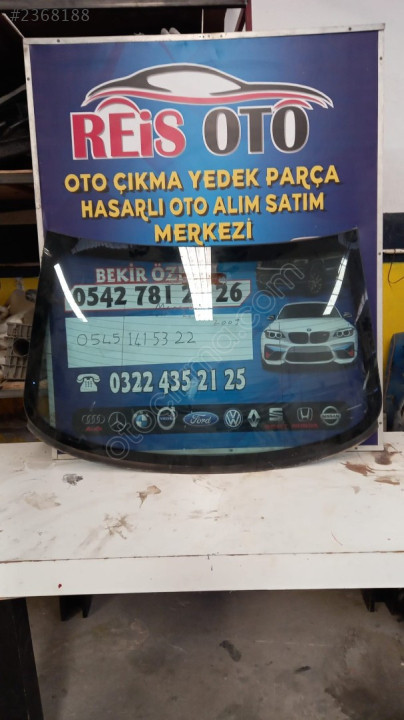 #2368188
REiS OTO
OTO ÇIKMA YEDEK PARÇA
HASARLI OTO ALIM SATIM
MERKEZİ
BEKİR
0542 781 26
0545 141 53 22
0322 435 21 25
Ford